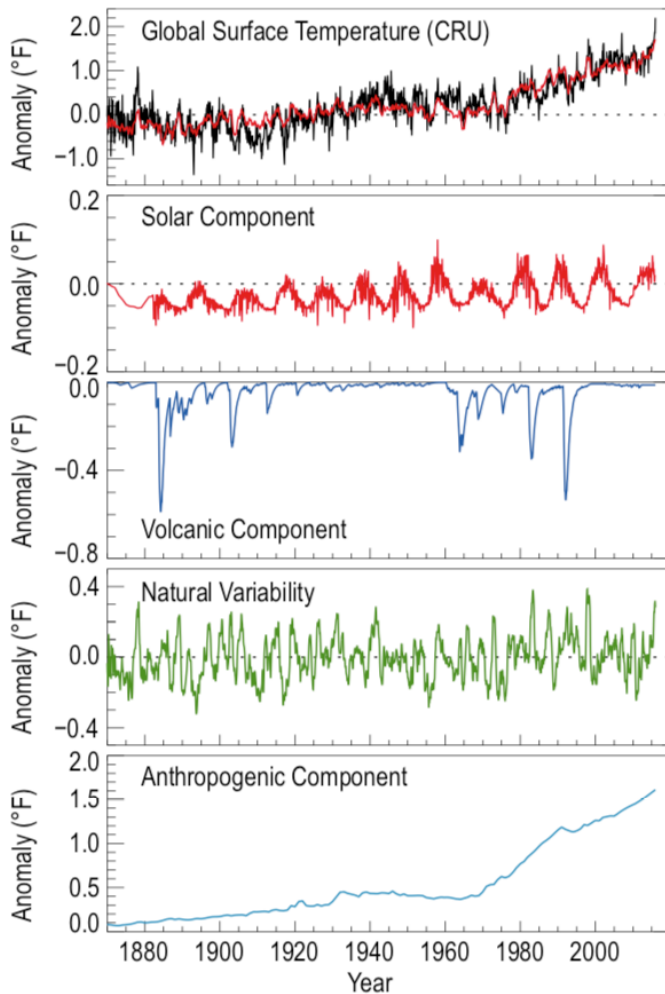 Global Surface Temperature (CRU)
Anomaly (°F)
2.0
1.0
0.0
−1.0
Solar Component
Anomaly (°F)
0.2
0.0
−0.2
Volcanic Component
Anomaly (°F)
0.0
−0.4
−0.8
Natural Variability
Anomaly (°F)
0.4
0.0
−0.4
Anthropogenic Component
Anomaly (°F)
2.0
1.5
1.0
0.5
0.0
1880 1900 1920 1940 1960 1980 2000
Year